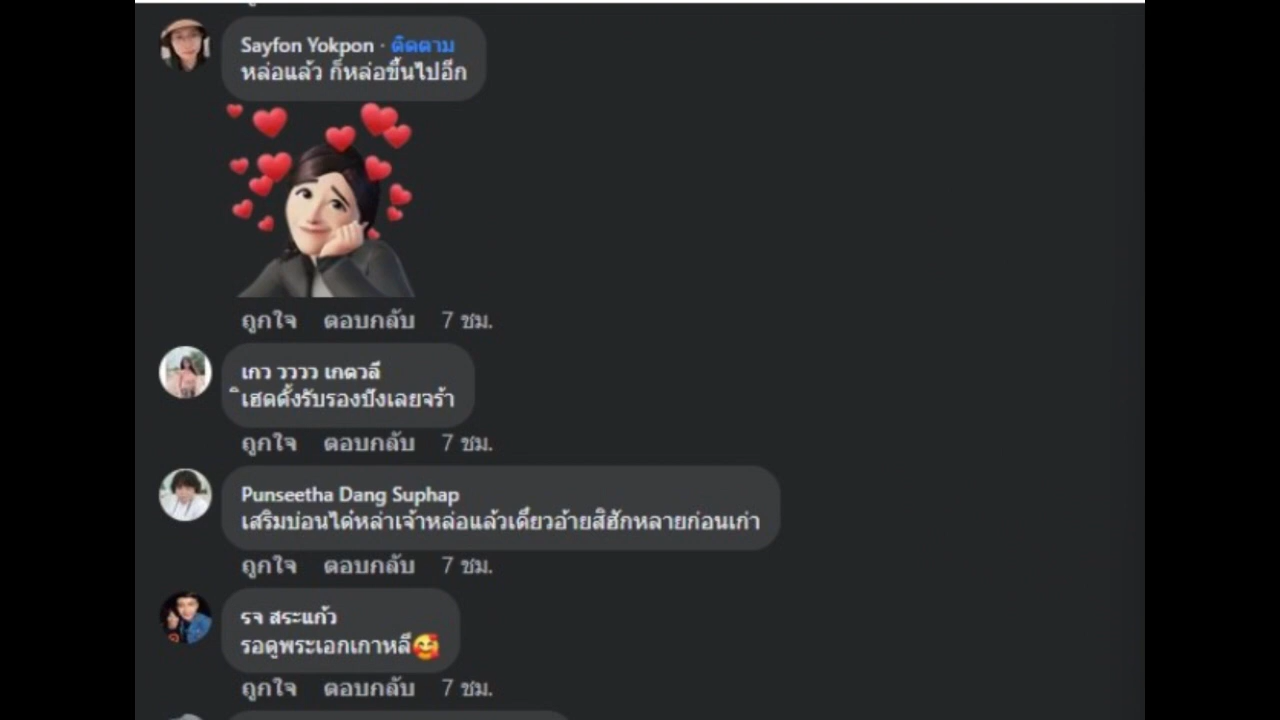 Sayfon Yokpon · ติดตาม
หล่อแล้ว ก็หล่อขึ้นไปอีก
ถูกใจ ตอบกลับ 7 ชม.
เกว วววว เกตวลี
ิเฮดดั้งรับรองปังเลยจร้า
ถูกใจ ตอบกลับ 7 ชม.
Punseetha Dang Suphap
เสริมบ่อนได๋หล่าเจ้าหล่อแล้วเดี๋ยวอ้ายสิฮักหลายก่อนเก่า
ถูกใจ ตอบกลับ 7 ชม.
รจ สระแก้ว
รอดูพระเอกเกาหลี🥰
ถูกใจ ตอบกลับ 7 ชม.